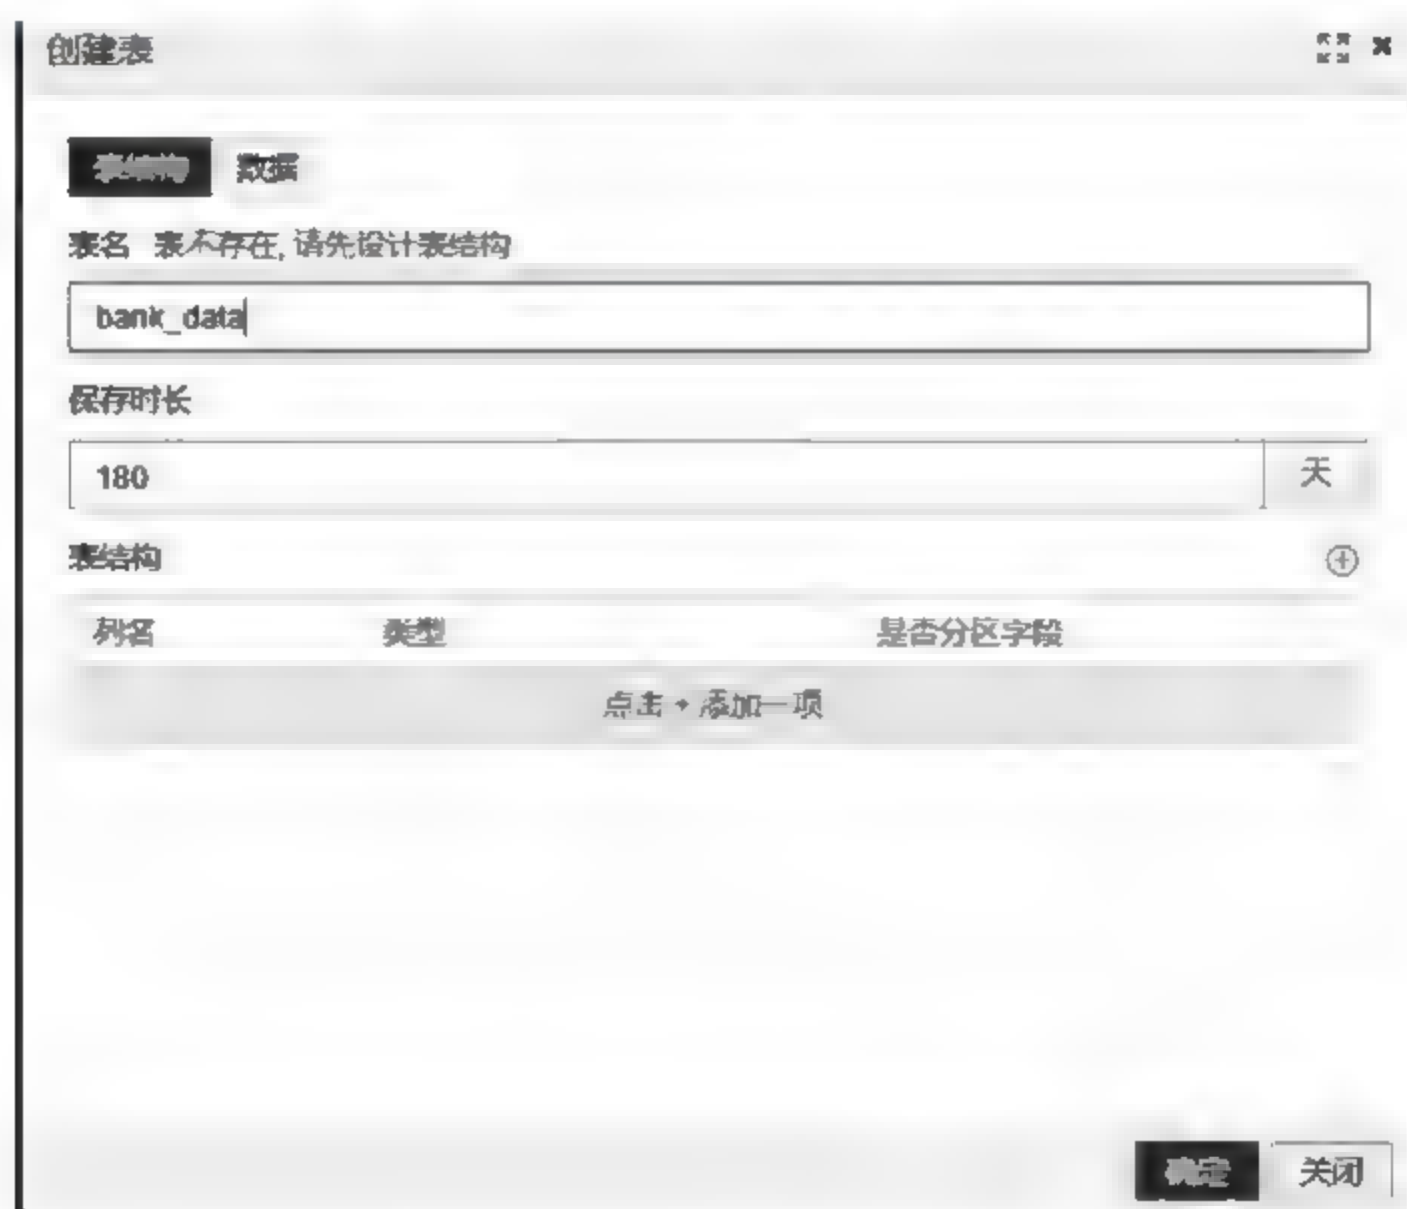 创建表
表结构 数据
表名 表不存在, 请先设计表结构
bank_data
保存时长
180 天
表结构
列名 类型 是否分区字段
点击 + 添加一项
确定 关闭